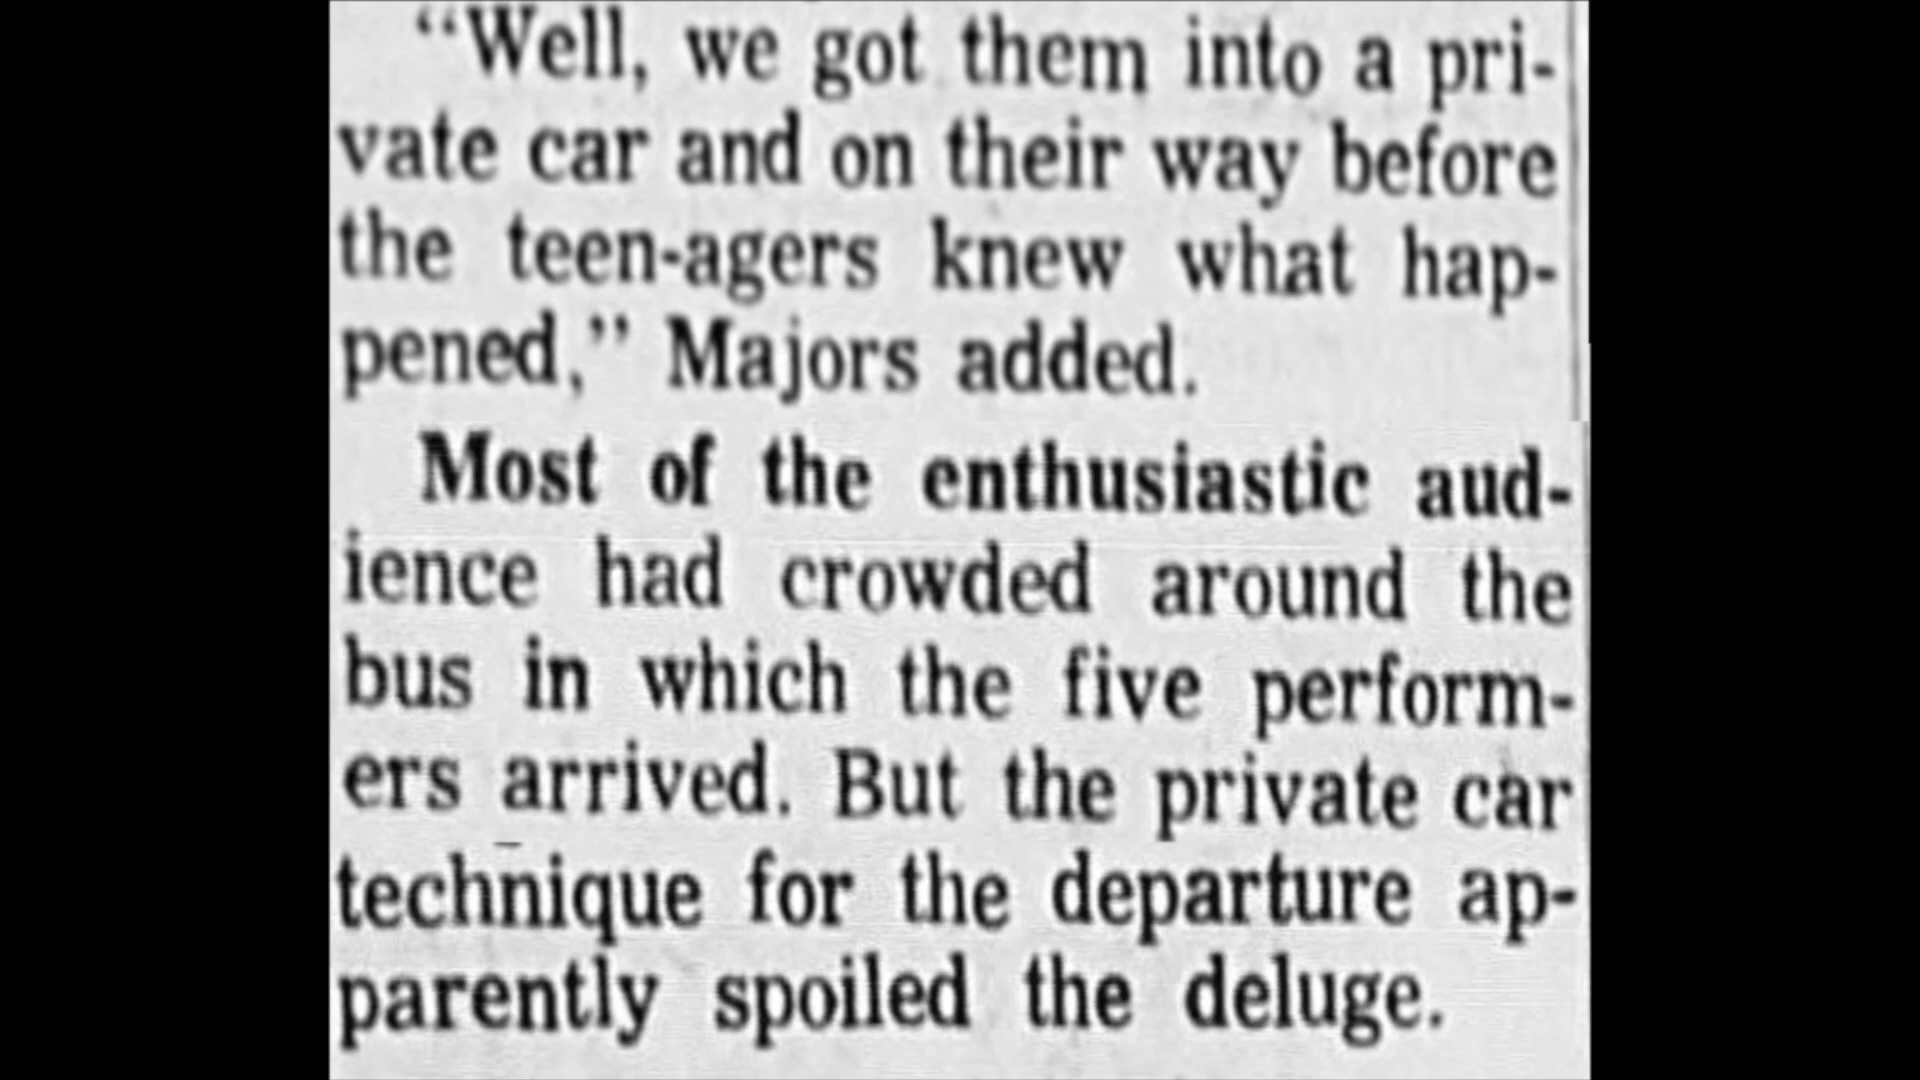 “Well, we got them into a pri-
vate car and on their way before
the teen-agers knew what hap-
pened,” Majors added.
Most of the enthusiastic aud-
ience had crowded around the
bus in which the five perform-
ers arrived. But the private car
technique for the departure ap-
parently spoiled the deluge.